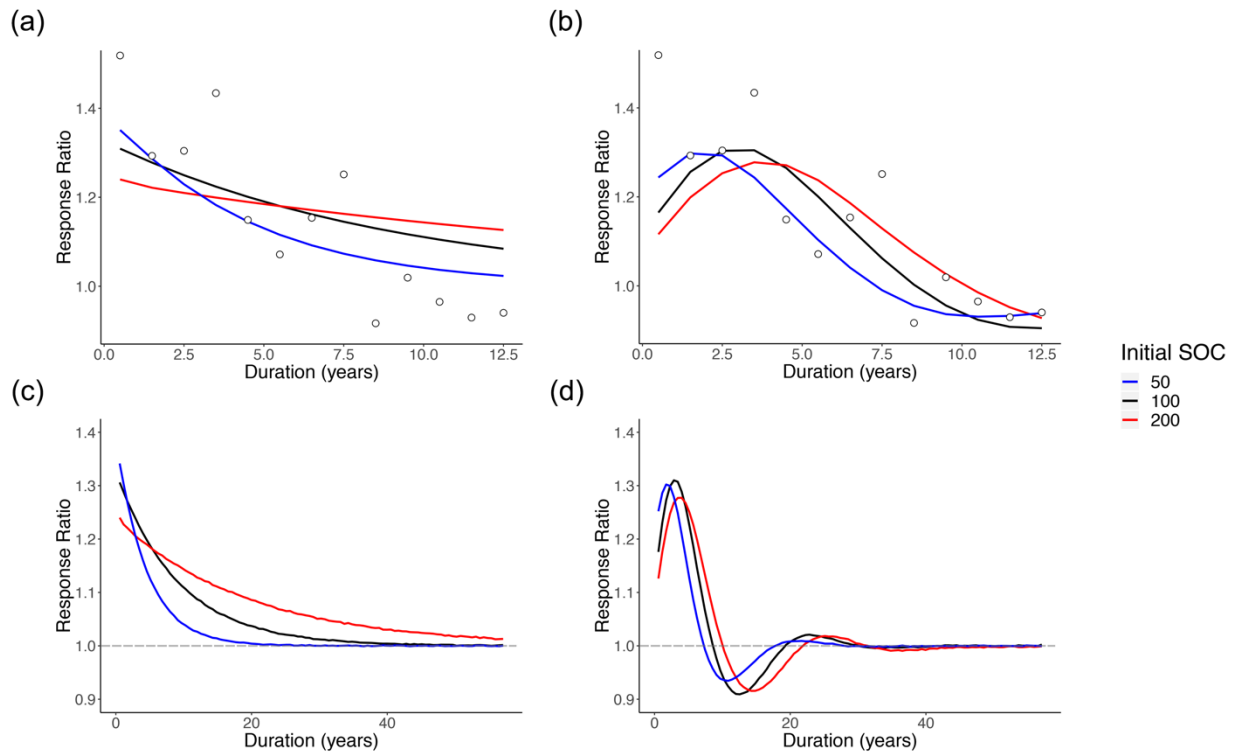 (a)
Response Ratio
1.4
1.2
1.0
0.0 2.5 5.0 7.5 10.0 12.5
Duration (years)
(b)
Response Ratio
1.4
1.2
1.0
0.0 2.5 5.0 7.5 10.0 12.5
Duration (years)
Initial SOC
50
100
200
(c)
Response Ratio
1.4
1.3
1.2
1.1
1.0
0.9
0 20 40
Duration (years)
(d)
Response Ratio
1.4
1.3
1.2
1.1
1.0
0.9
0 20 40
Duration (years)